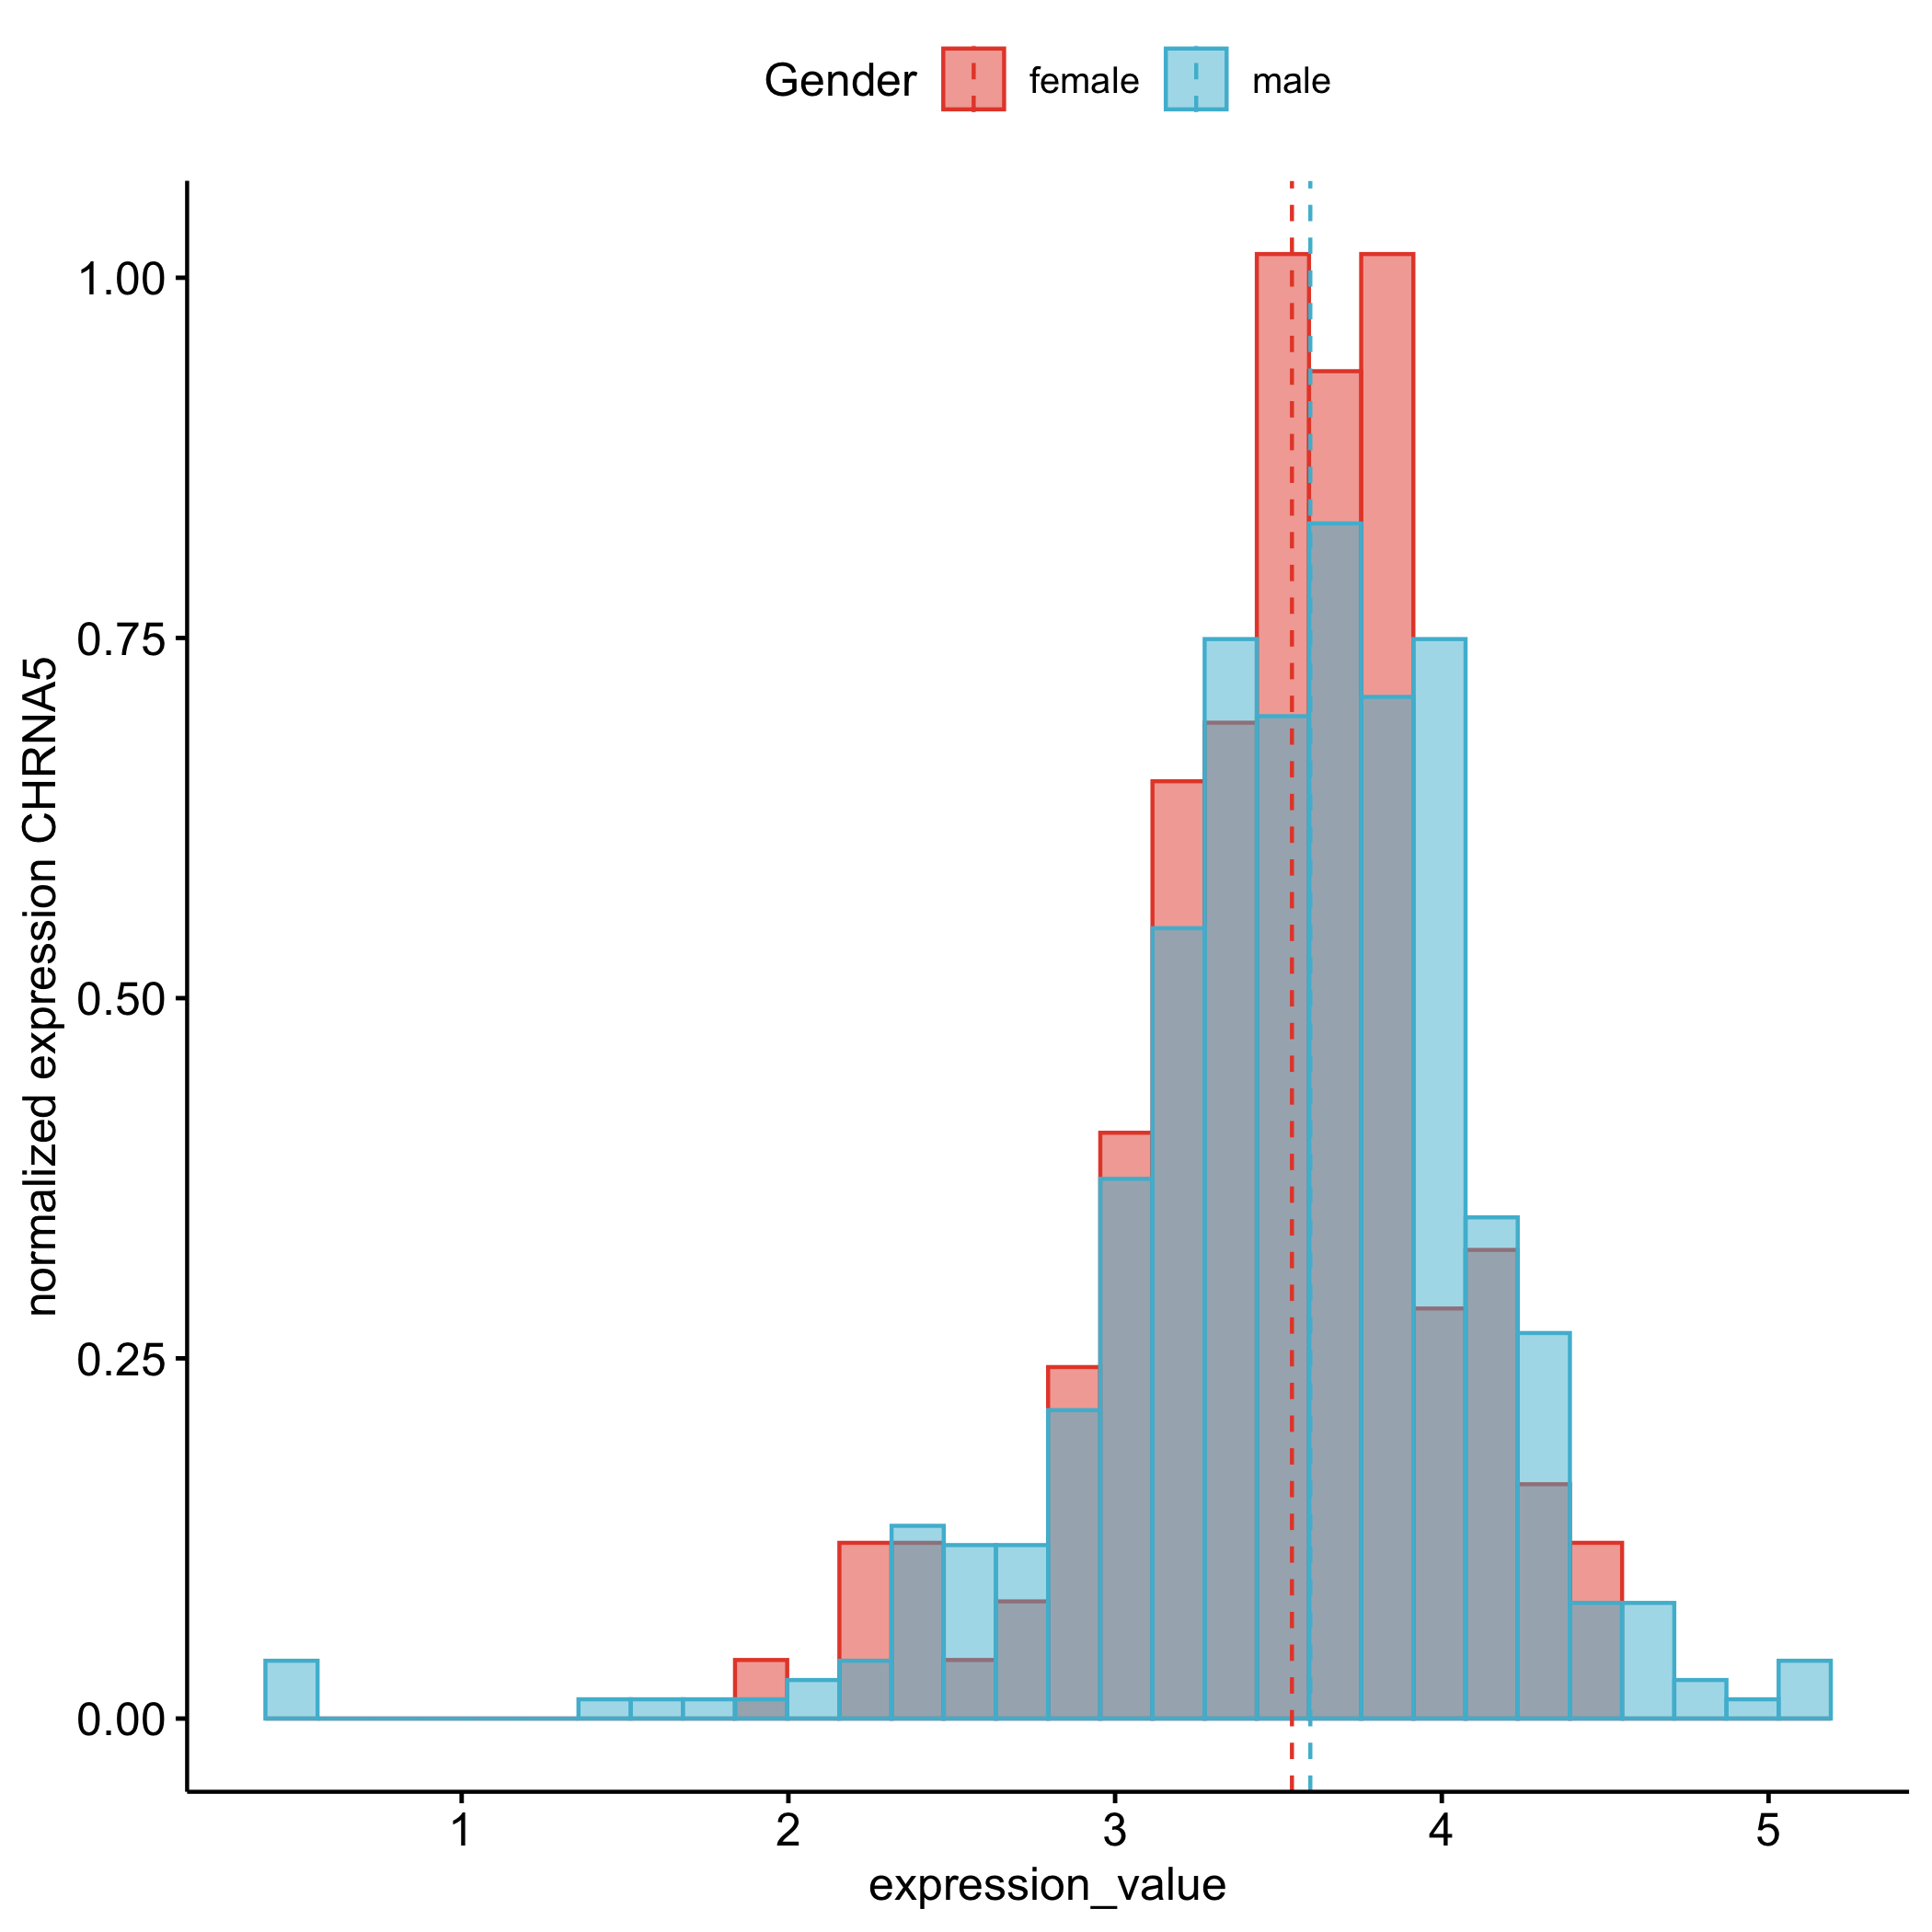 Gender female male
1.00
0.75
0.50
0.25
0.00
normalized expression CHRNA5
1 2 3 4 5
expression_value